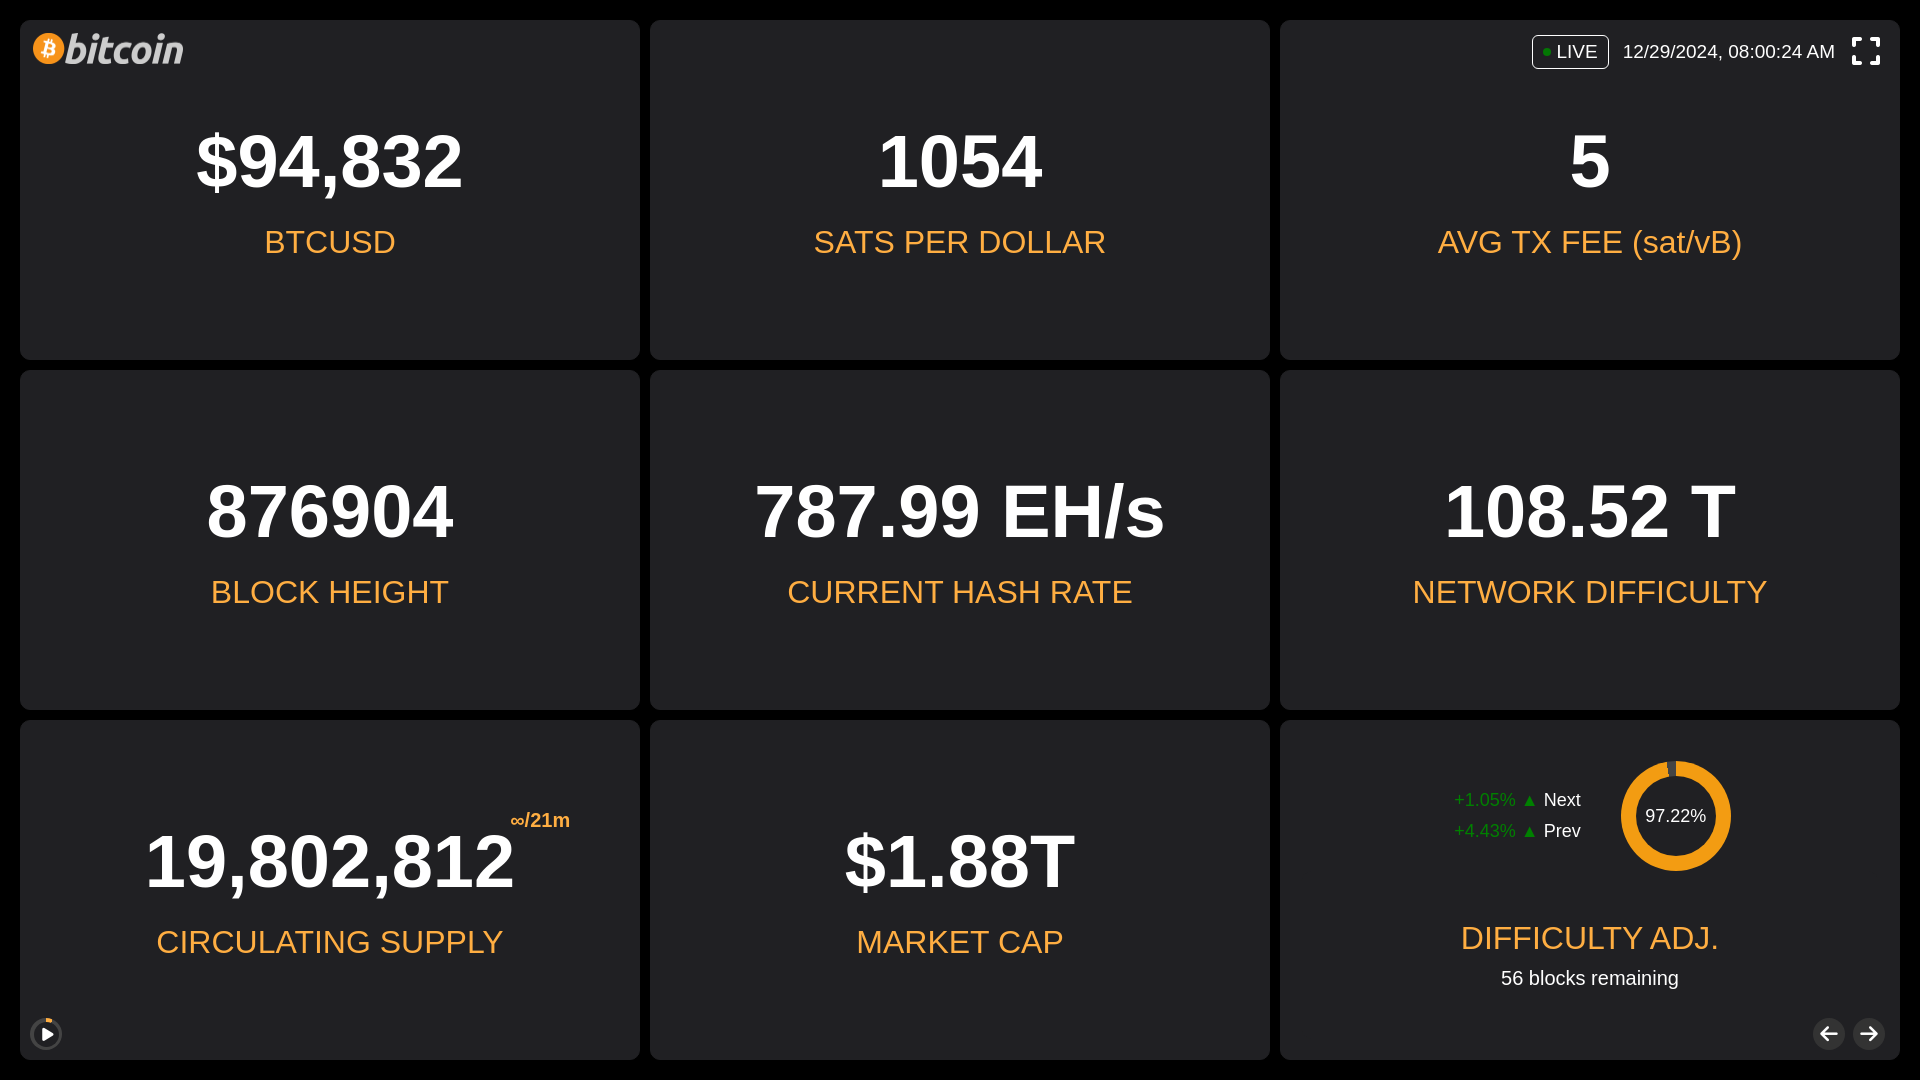 bitcoin
$94,832
BTCUSD
1054
SATS PER DOLLAR
LIVE 12/29/2024, 08:00:24 AM
5
AVG TX FEE (sat/vB)
876904
BLOCK HEIGHT
787.99 EH/s
CURRENT HASH RATE
108.52 T
NETWORK DIFFICULTY
∞/21m
19,802,812
CIRCULATING SUPPLY
$1.88T
MARKET CAP
+1.05% ▲ Next
+4.43% ▲ Prev
97.22%
DIFFICULTY ADJ.
56 blocks remaining